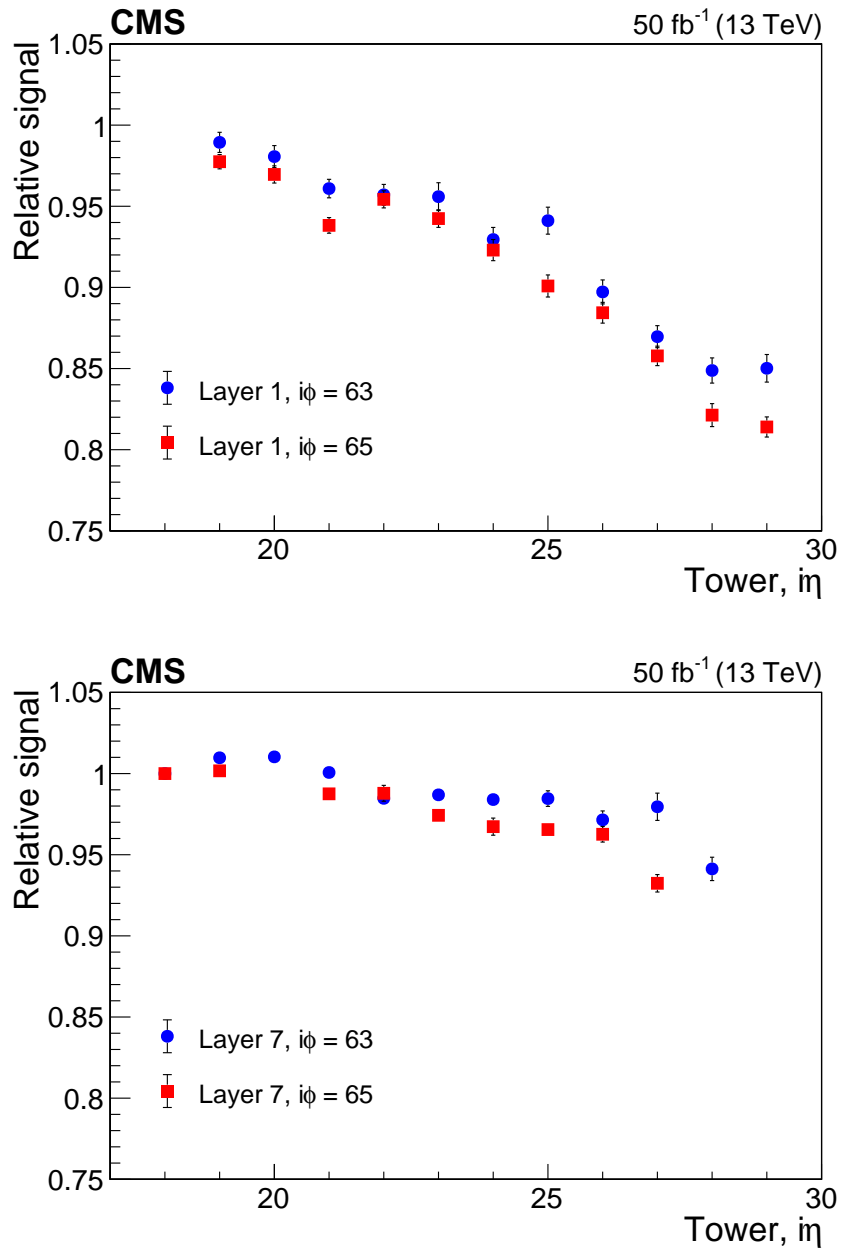 CMS 50 fb⁻¹ (13 TeV)
Relative signal
1.05
1
0.95
0.9
0.85
0.8
0.75
Layer 1, iϕ = 63
Layer 1, iϕ = 65
20 25 30
Tower, iη
CMS 50 fb⁻¹ (13 TeV)
Relative signal
1.05
1
0.95
0.9
0.85
0.8
0.75
Layer 7, iϕ = 63
Layer 7, iϕ = 65
20 25 30
Tower, iη